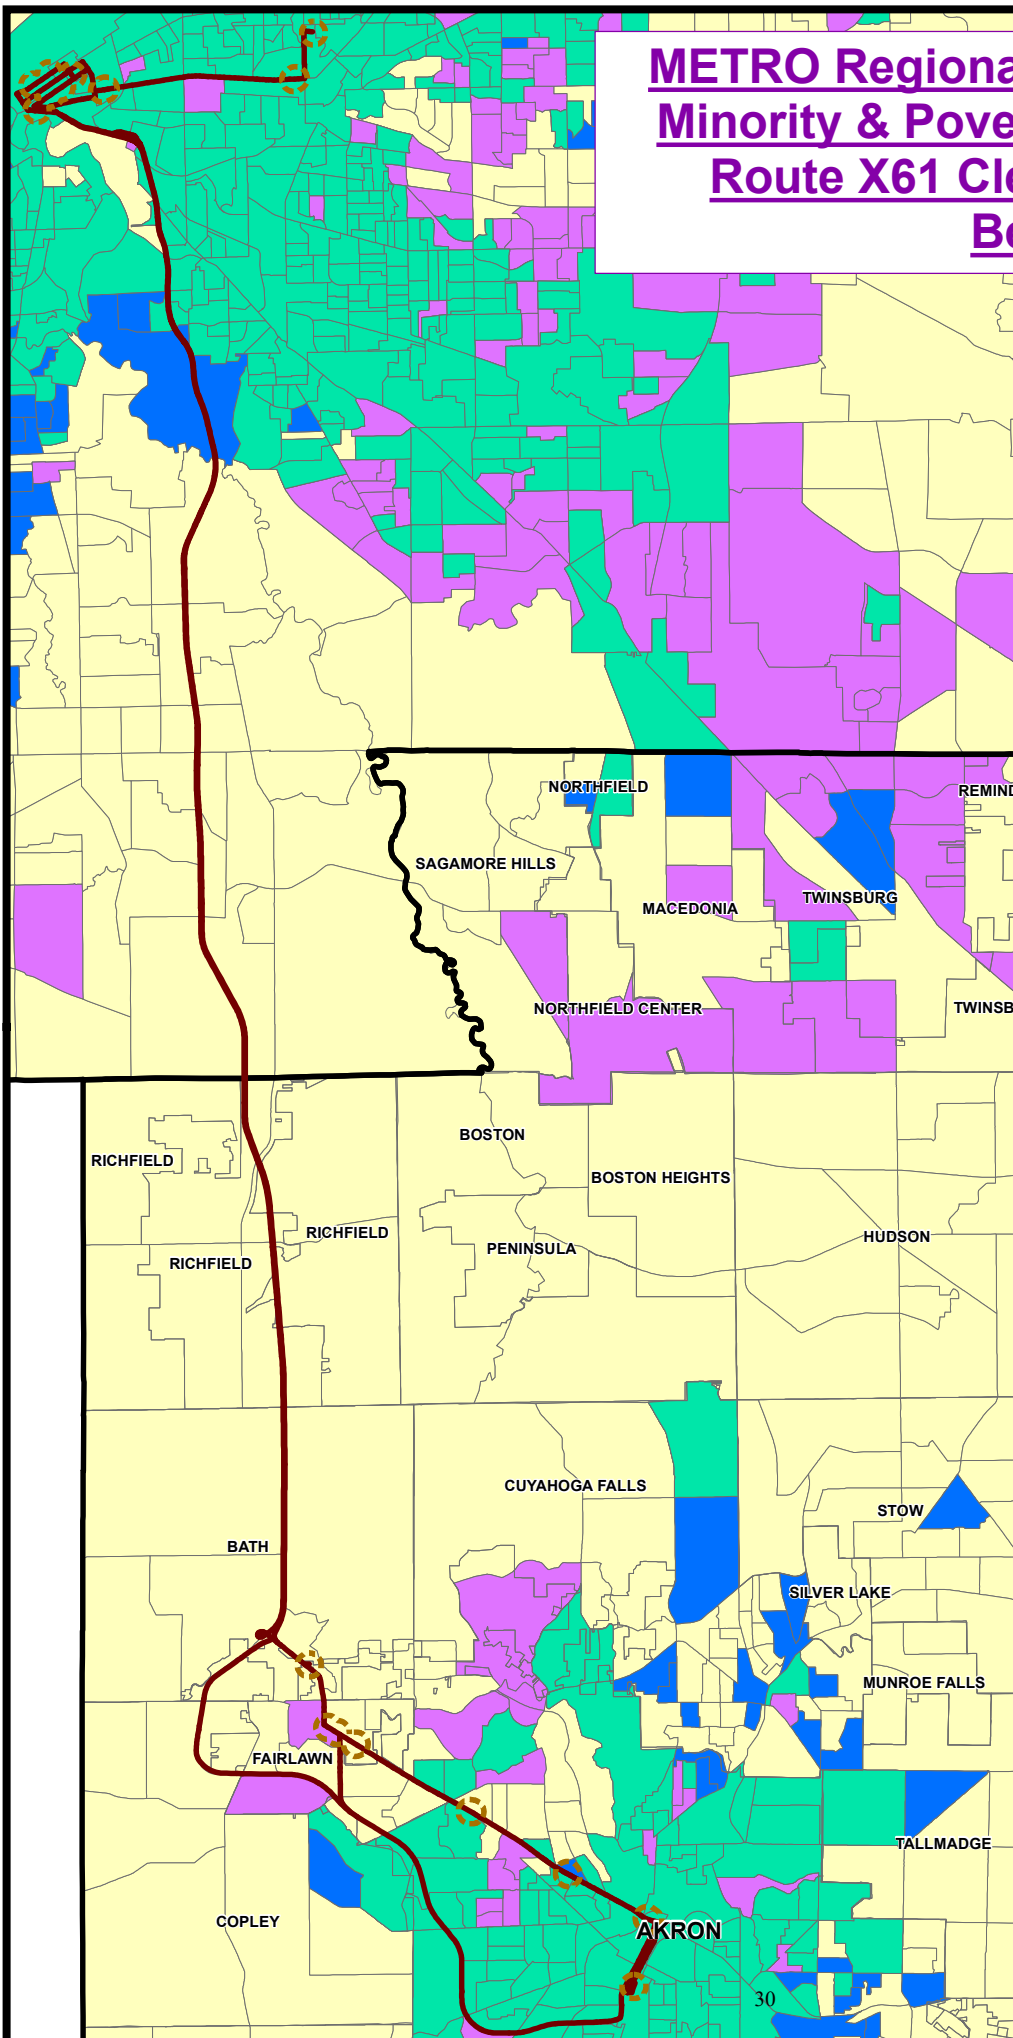 METRO Regiona
Minority & Pove
Route X61 Cle
Be
NORTHFIELD
REMIND
SAGAMORE HILLS
TWINSBURG
MACEDONIA
NORTHFIELD CENTER
TWINSB
BOSTON
RICHFIELD
BOSTON HEIGHTS
RICHFIELD
HUDSON
PENINSULA
RICHFIELD
CUYAHOGA FALLS
STOW
BATH
SILVER LAKE
MUNROE FALLS
FAIRLAWN
TALLMADGE
COPLEY
AKRON
30